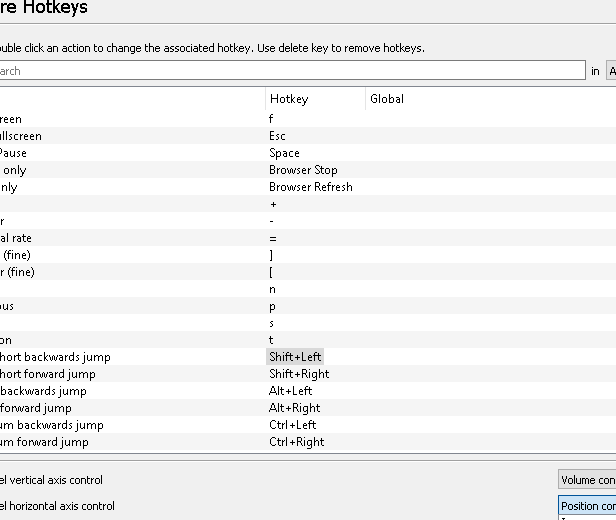 re Hotkeys
ouble click an action to change the associated hotkey. Use delete key to remove hotkeys.
arch in A
Hotkey Global
reen f
ullscreen Esc
Pause Space
only Browser Stop
nly Browser Refresh
+
r -
al rate =
(fine) ]
r (fine) [
n
ous p
s
on t
hort backwards jump Shift+Left
hort forward jump Shift+Right
backwards jump Alt+Left
forward jump Alt+Right
um backwards jump Ctrl+Left
um forward jump Ctrl+Right
el vertical axis control Volume con
el horizontal axis control Position con